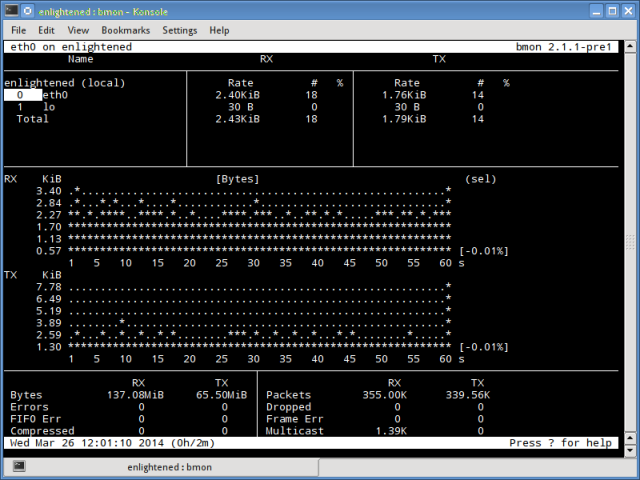 enlightened : bmon - Konsole
File Edit View Bookmarks Settings Help
eth0 on enlightened bmon 2.1.1-pre1
Name RX TX
enlightened (local) Rate # % Rate # %
0 eth0 2.40KiB 18 1.76KiB 14
1 lo 30 B 0 30 B 0
Total 2.43KiB 18 1.79KiB 14
RX KiB [Bytes] (sel)
3.40 .*........................................................*
2.84 .*...*.*...*....*..............*............................*
2.27 **.*.****..****.*..*....****.***..*..**..*.*....***.**.*.***
1.70 ************************************************************
1.13 ************************************************************
0.57 ************************************************************ [-0.01%]
1 5 10 15 20 25 30 35 40 45 50 55 60 s
TX KiB
7.78 ...........................................................*
6.49 ...........................................................*
5.19 ...........................................................*
3.89 .........*.................................................*
2.59 .*...*..*..*..*.*..........***.*..*..*.*...*..*.......*....*
1.30 ************************************************************ [-0.01%]
1 5 10 15 20 25 30 35 40 45 50 55 60 s
RX TX RX TX
Bytes 137.08MiB 65.50MiB Packets 355.00K 339.56K
Errors 0 0 Dropped 0 0
FIFO Err 0 0 Frame Err 0 0
Compressed 0 0 Multicast 1.39K 0
Wed Mar 26 12:01:10 2014 (0h/2m) Press ? for help
enlightened : bmon